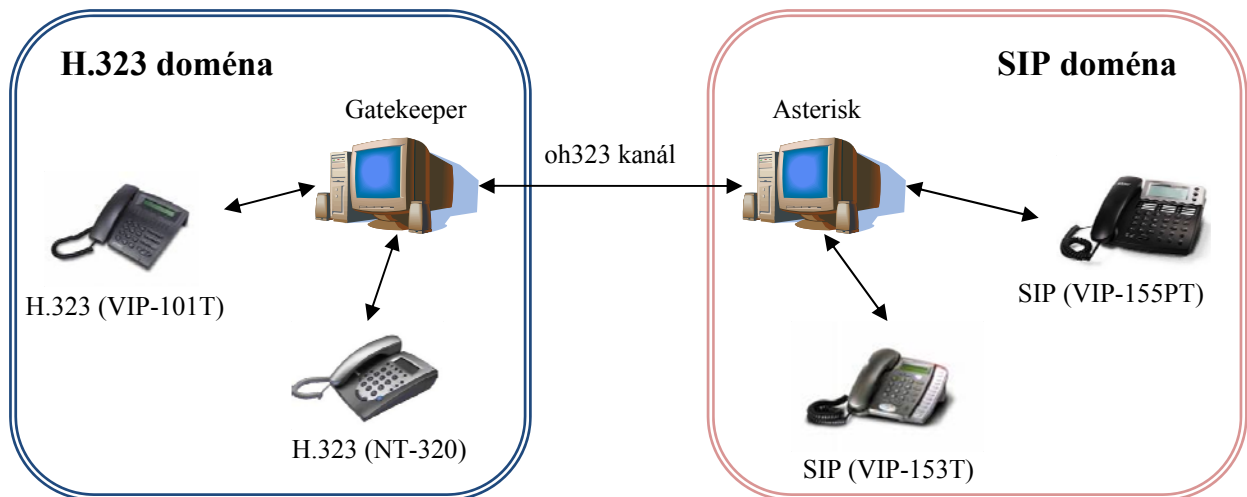 H.323 doména
SIP doména
Gatekeeper
Asterisk
oh323 kanál
H.323 (VIP-101T)
SIP (VIP-155PT)
H.323 (NT-320)
SIP (VIP-153T)